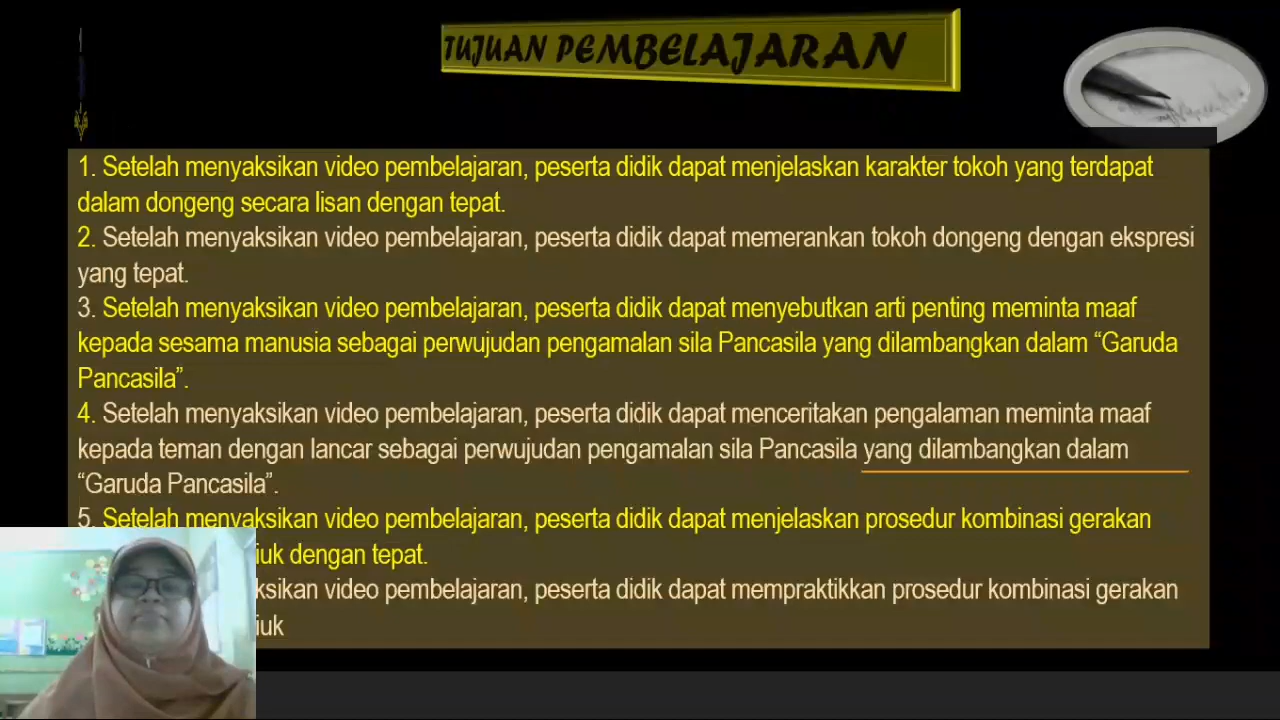 TUJUAN PEMBELAJARAN
1. Setelah menyaksikan video pembelajaran, peserta didik dapat menjelaskan karakter tokoh yang terdapat
dalam dongeng secara lisan dengan tepat.
2. Setelah menyaksikan video pembelajaran, peserta didik dapat memerankan tokoh dongeng dengan ekspresi
yang tepat.
3. Setelah menyaksikan video pembelajaran, peserta didik dapat menyebutkan arti penting meminta maaf
kepada sesama manusia sebagai perwujudan pengamalan sila Pancasila yang dilambangkan dalam “Garuda
Pancasila”.
4. Setelah menyaksikan video pembelajaran, peserta didik dapat menceritakan pengalaman meminta maaf
kepada teman dengan lancar sebagai perwujudan pengamalan sila Pancasila yang dilambangkan dalam
“Garuda Pancasila”.
5. Setelah menyaksikan video pembelajaran, peserta didik dapat menjelaskan prosedur kombinasi gerakan
iuk dengan tepat.
ksikan video pembelajaran, peserta didik dapat mempraktikkan prosedur kombinasi gerakan
iuk